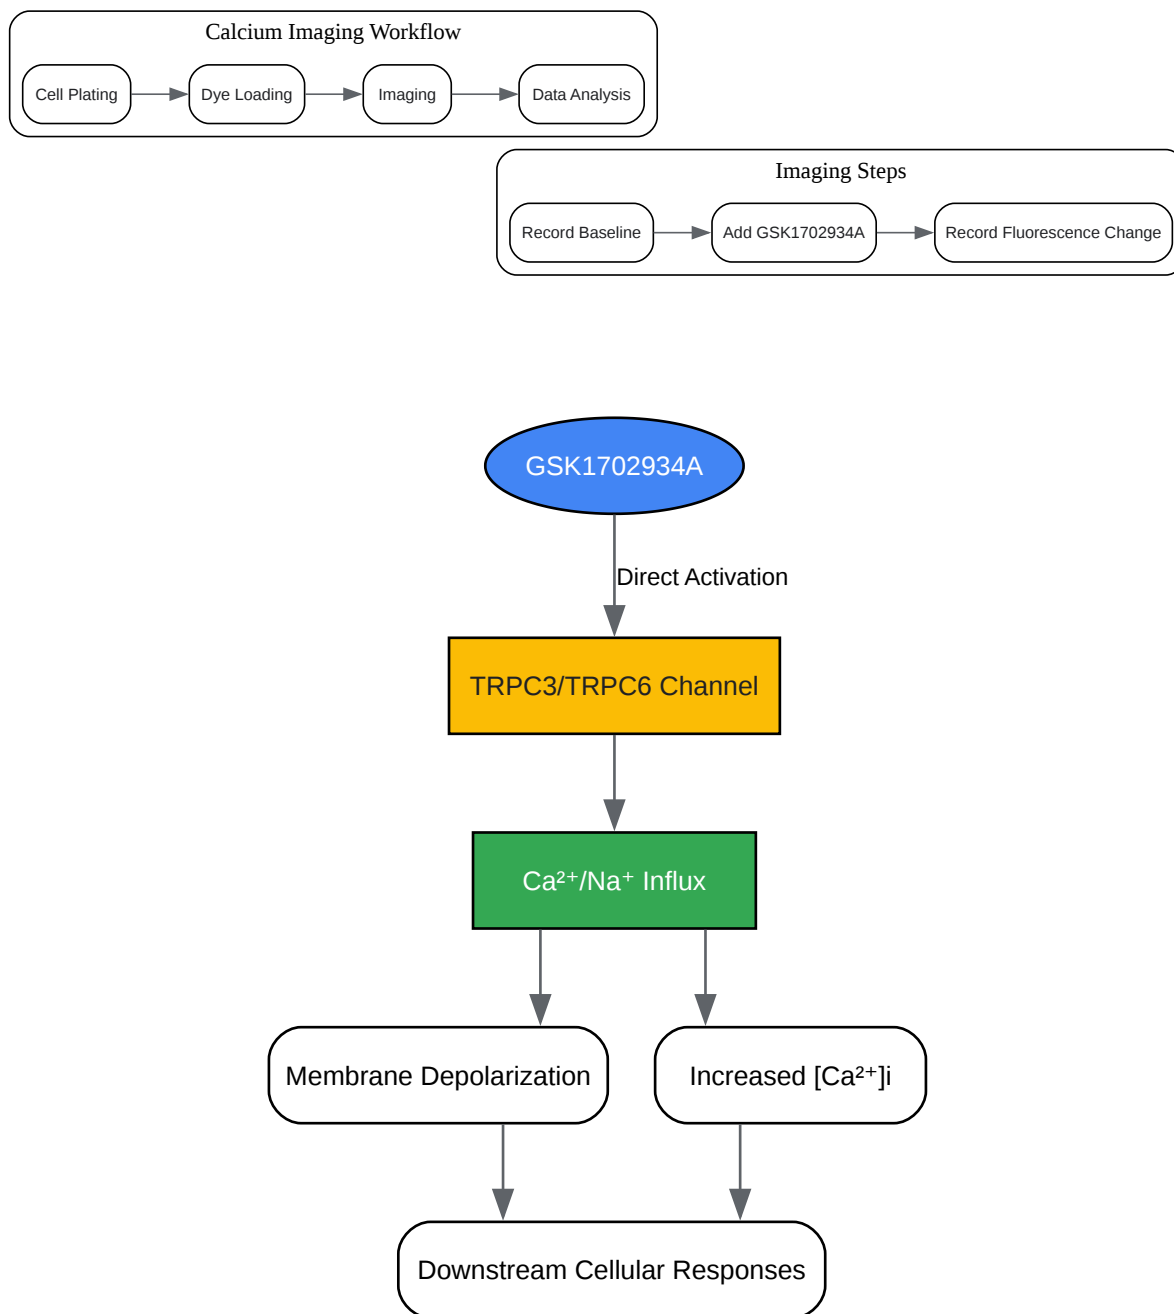 Calcium Imaging Workflow
Cell Plating
Dye Loading
Imaging
Data Analysis
Imaging Steps
Record Baseline
Add GSK1702934A
Record Fluorescence Change
GSK1702934A
Direct Activation
TRPC3/TRPC6 Channel
Ca²⁺/Na⁺ Influx
Membrane Depolarization
Increased [Ca²⁺]i
Downstream Cellular Responses